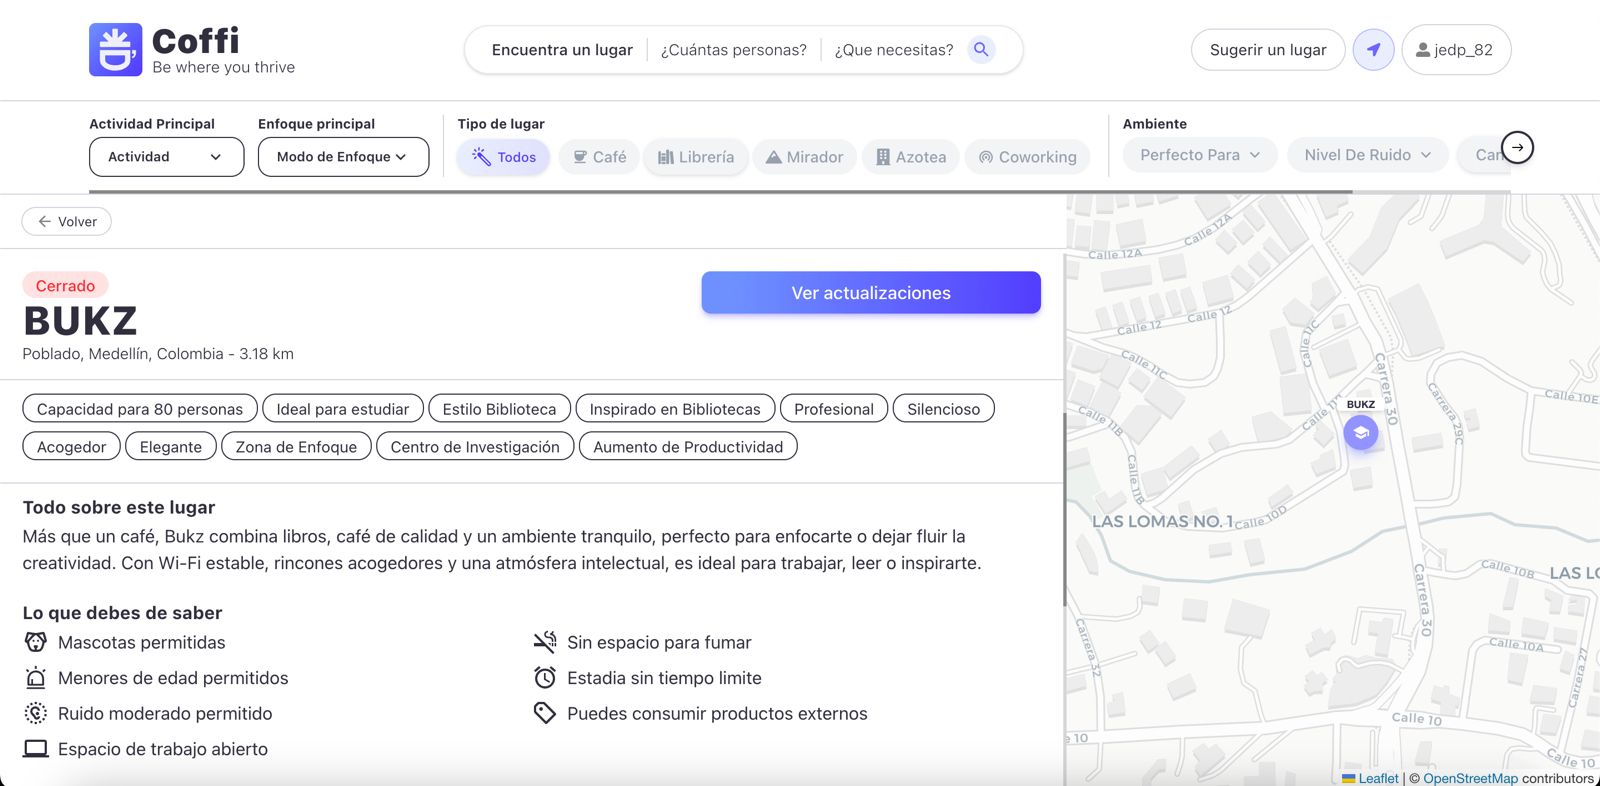 Coffi
Be where you thrive
Encuentra un lugar
¿Cuántas personas?
¿Que necesitas?
Sugerir un lugar
jedp_82
Actividad Principal
Actividad
Enfoque principal
Modo de Enfoque
Tipo de lugar
Todos
Café
Librería
Mirador
Azotea
Coworking
Ambiente
Perfecto Para
Nivel De Ruido
Volver
Cerrado
BUKZ
Poblado, Medellín, Colombia - 3.18 km
Ver actualizaciones
Capacidad para 80 personas
Ideal para estudiar
Estilo Biblioteca
Inspirado en Bibliotecas
Profesional
Silencioso
Acogedor
Elegante
Zona de Enfoque
Centro de Investigación
Aumento de Productividad
Todo sobre este lugar
Más que un café, Bukz combina libros, café de calidad y un ambiente tranquilo, perfecto para enfocarte o dejar fluir la
creatividad. Con Wi-Fi estable, rincones acogedores y una atmósfera intelectual, es ideal para trabajar, leer o inspirarte.
Lo que debes de saber
Mascotas permitidas
Sin espacio para fumar
Menores de edad permitidos
Estadia sin tiempo limite
Ruido moderado permitido
Puedes consumir productos externos
Espacio de trabajo abierto
Calle 12A
Calle 12A
Calle 12
Calle 12
Calle 11C
Calle 11C
Carrera 30
BUKZ
Calle 10E
Carrera 29C
Calle 11B
Calle 11B
LAS LOMAS NO. 1
Calle 10D
Calle 10B
Carrera 30
Carrera 32
Calle 10A
Carrera 27
Calle 10
Calle 10
Leaflet | © OpenStreetMap contributors